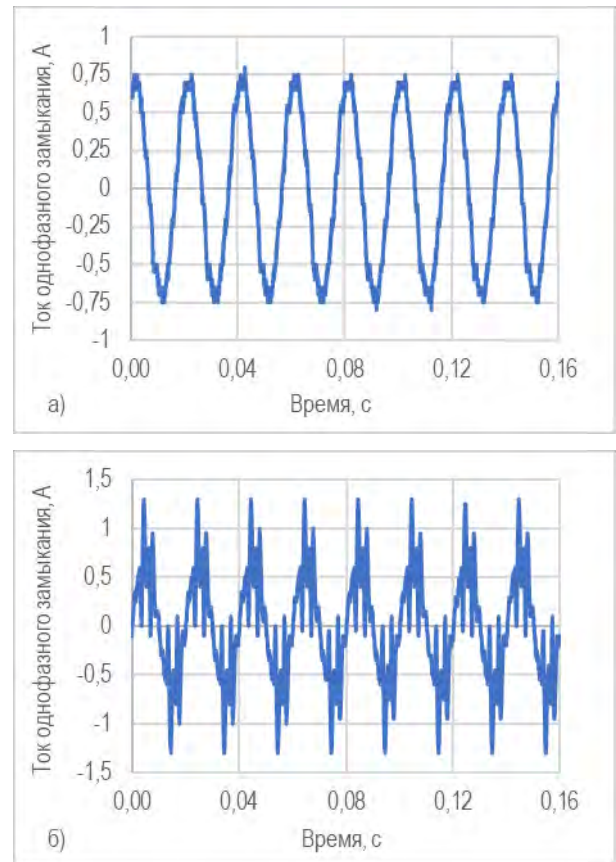 Ток однофазного замыкания, А
1
0,75
0,5
0,25
0
-0,25
-0,5
-0,75
-1
0,00 0,04 0,08 0,12 0,16
Время, с
а)
Ток однофазного замыкания, А
1,5
1
0,5
0
-0,5
-1
-1,5
0,00 0,04 0,08 0,12 0,16
Время, с
б)